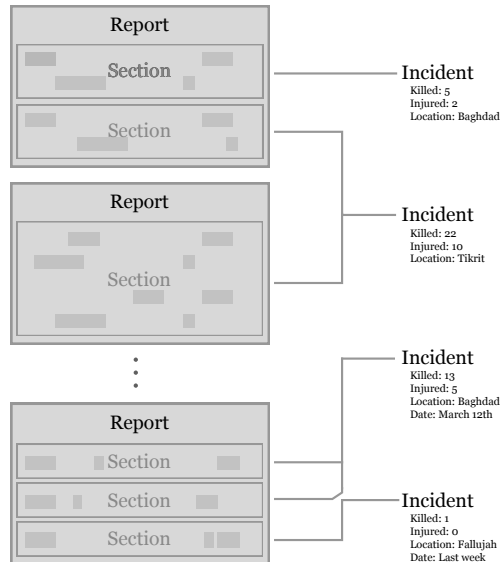 Report
Section
Section
Incident
Killed: 5
Injured: 2
Location: Baghdad
Report
Section
Incident
Killed: 22
Injured: 10
Location: Tikrit
Report
Section
Section
Section
Incident
Killed: 13
Injured: 5
Location: Baghdad
Date: March 12th
Incident
Killed: 1
Injured: 0
Location: Fallujah
Date: Last week